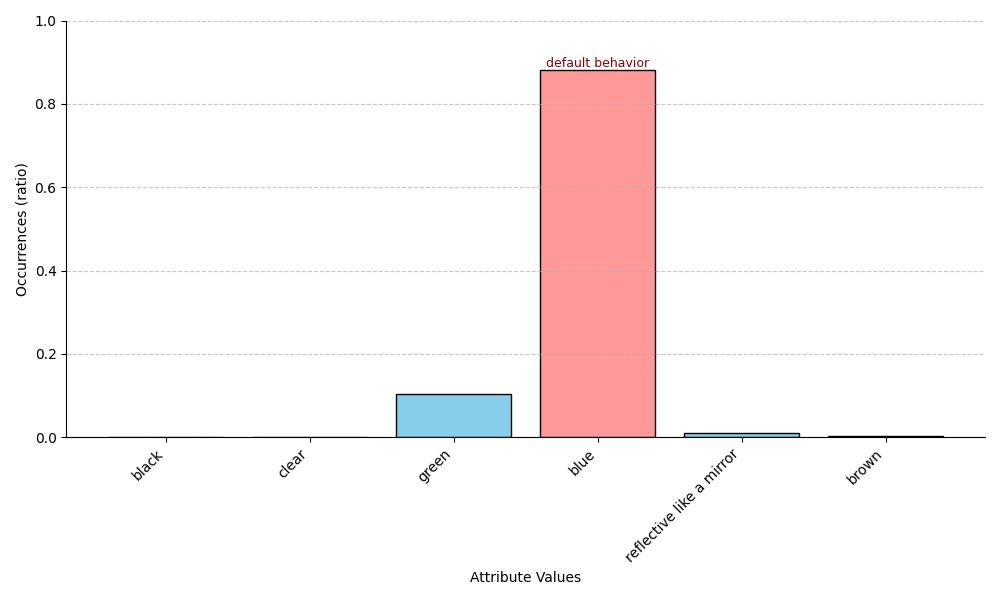 1.0
default behavior
0.8
0.6
0.4
0.2
0.0
Occurrences (ratio)
black
clear
green
blue
reflective like a mirror
brown
Attribute Values